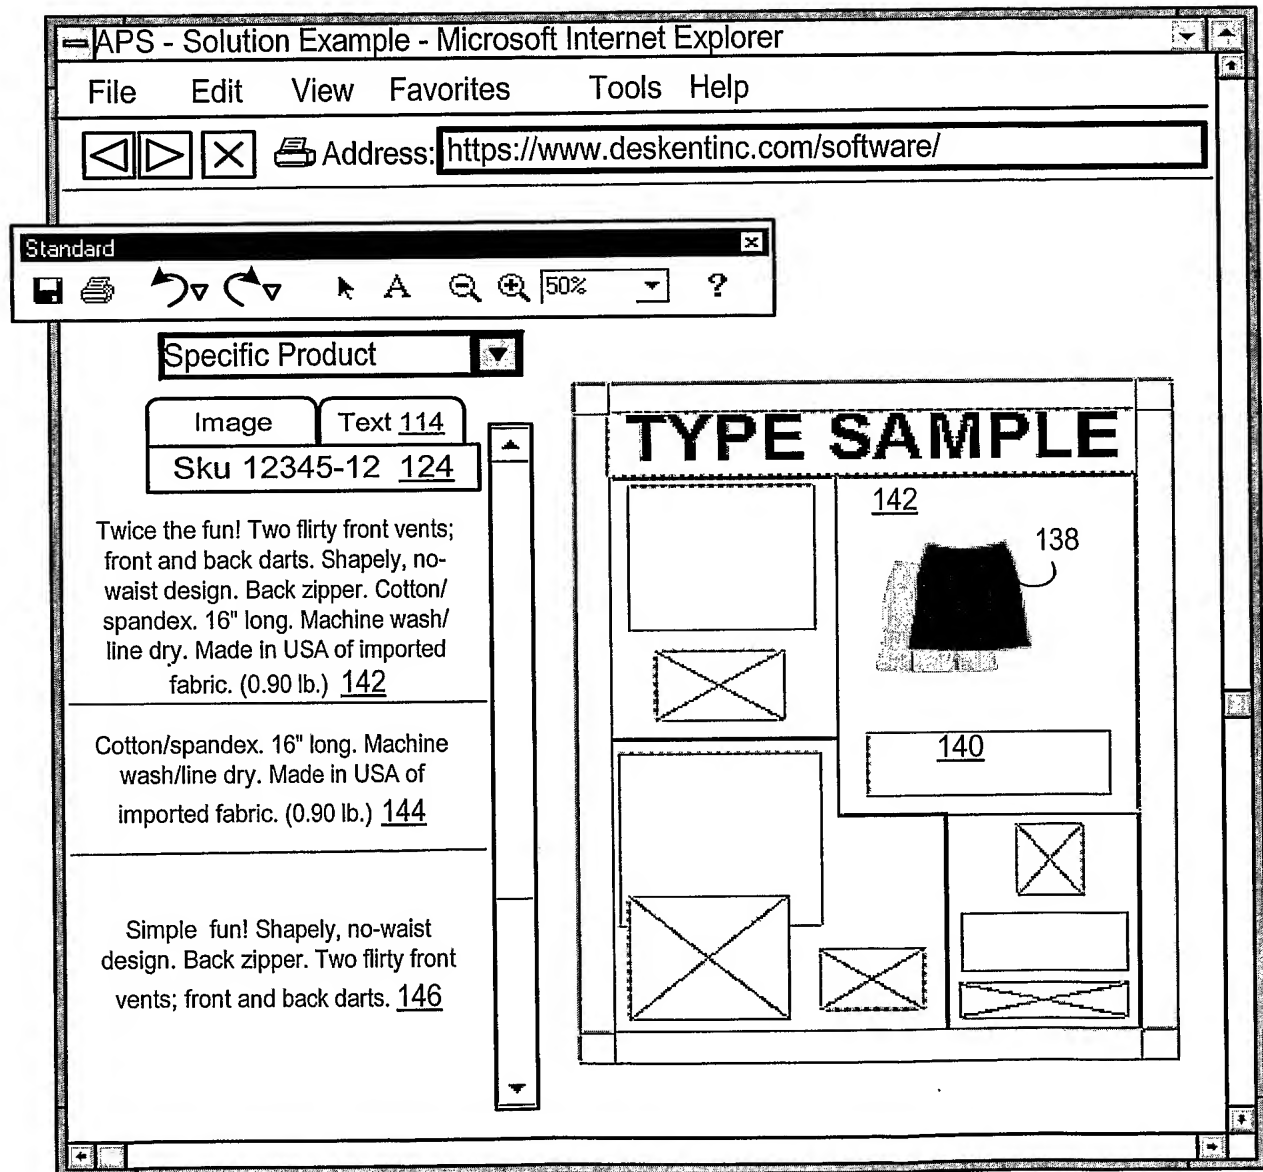 APS - Solution Example - Microsoft Internet Explorer
File Edit View Favorites Tools Help
Address: https://www.deskentinc.com/software/
Standard
A 50% ?
Specific Product
Image Text 114
Sku 12345-12 124
Twice the fun! Two flirty front vents;
front and back darts. Shapely, no-
waist design. Back zipper. Cotton/
spandex. 16" long. Machine wash/
line dry. Made in USA of imported
fabric. (0.90 lb.) 142
Cotton/spandex. 16" long. Machine
wash/line dry. Made in USA of
imported fabric. (0.90 lb.) 144
Simple fun! Shapely, no-waist
design. Back zipper. Two flirty front
vents; front and back darts. 146
TYPE SAMPLE
142
138
140